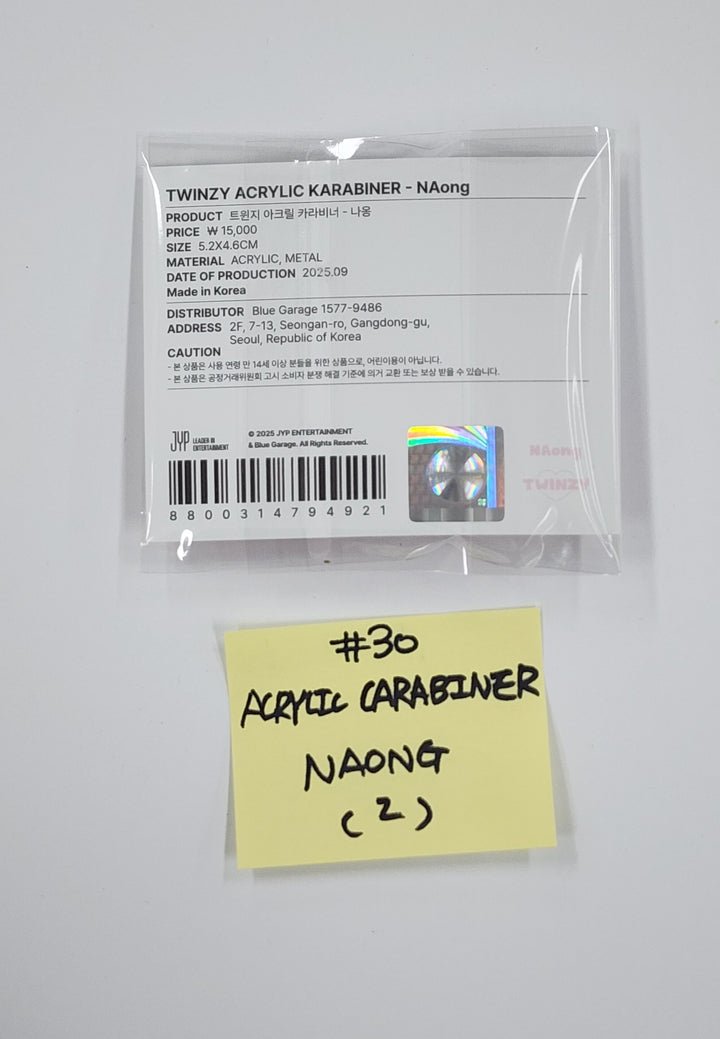 TWINZY ACRYLIC KARABINER - NAong
PRODUCT 트윈지 아크릴 카라비너 - 나옹
PRICE ₩ 15,000
SIZE 5.2X4.6CM
MATERIAL ACRYLIC, METAL
DATE OF PRODUCTION 2025.09
Made in Korea
DISTRIBUTOR Blue Garage 1577-9486
ADDRESS 2F, 7-13, Seongan-ro, Gangdong-gu,
Seoul, Republic of Korea
CAUTION
- 본 상품은 사용 연령 만 14세 이상 분들을 위한 상품으로, 어린이용이 아닙니다.
- 본 상품은 공정거래위원회 고시 소비자 분쟁 해결 기준에 의거 교환 또는 보상 받을 수 있습니다.
JYP LEADER IN
ENTERTAINMENT
© 2025 JYP ENTERTAINMENT
& Blue Garage. All Rights Reserved.
8800314794921
NAong
TWINZY
#30
ACRYLIC CARABINER
NAONG
(2)